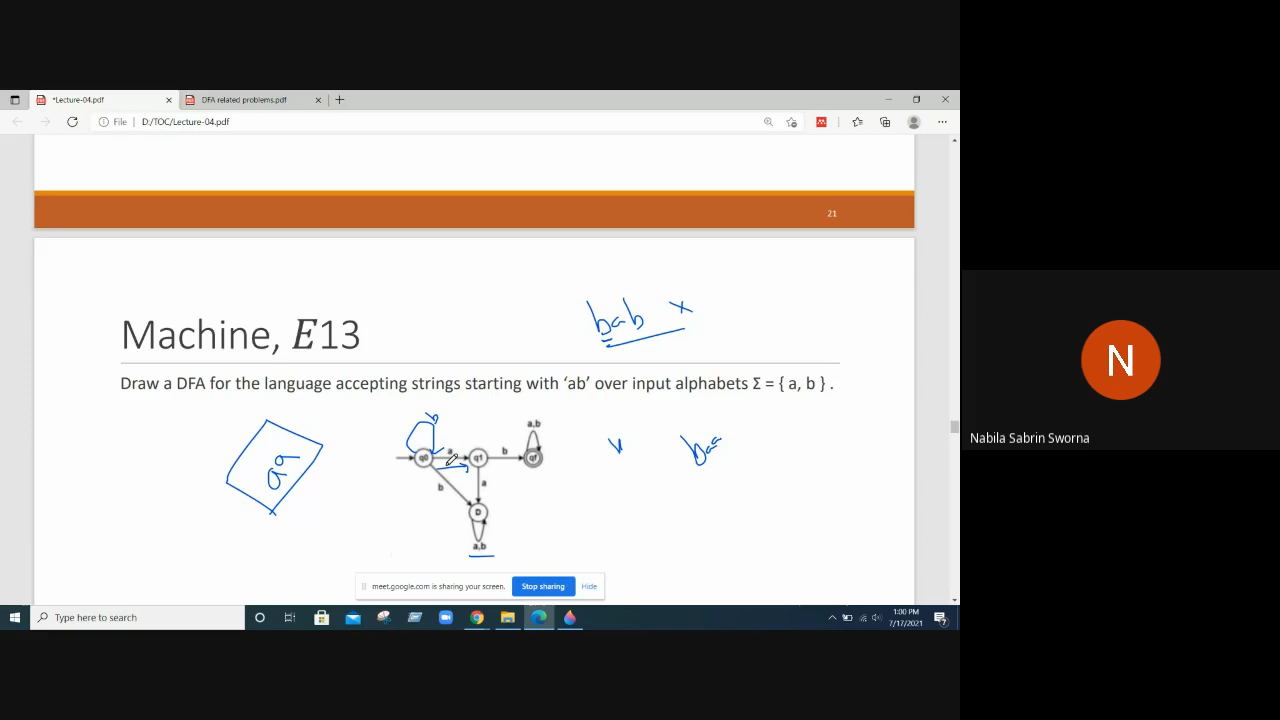 *Lecture-04.pdf
DFA related problems.pdf
File
D:/TOC/Lecture-04.pdf
21
bab x
Machine, E13
Draw a DFA for the language accepting strings starting with ‘ab’ over input alphabets Σ = { a, b } .
b
a,b
a
q0
q1
b
qf
baa
aa
b
a
D
a,b
N
Nabila Sabrin Sworna
meet.google.com is sharing your screen.
Stop sharing
Hide
Type here to search
1:00 PM
7/17/2021